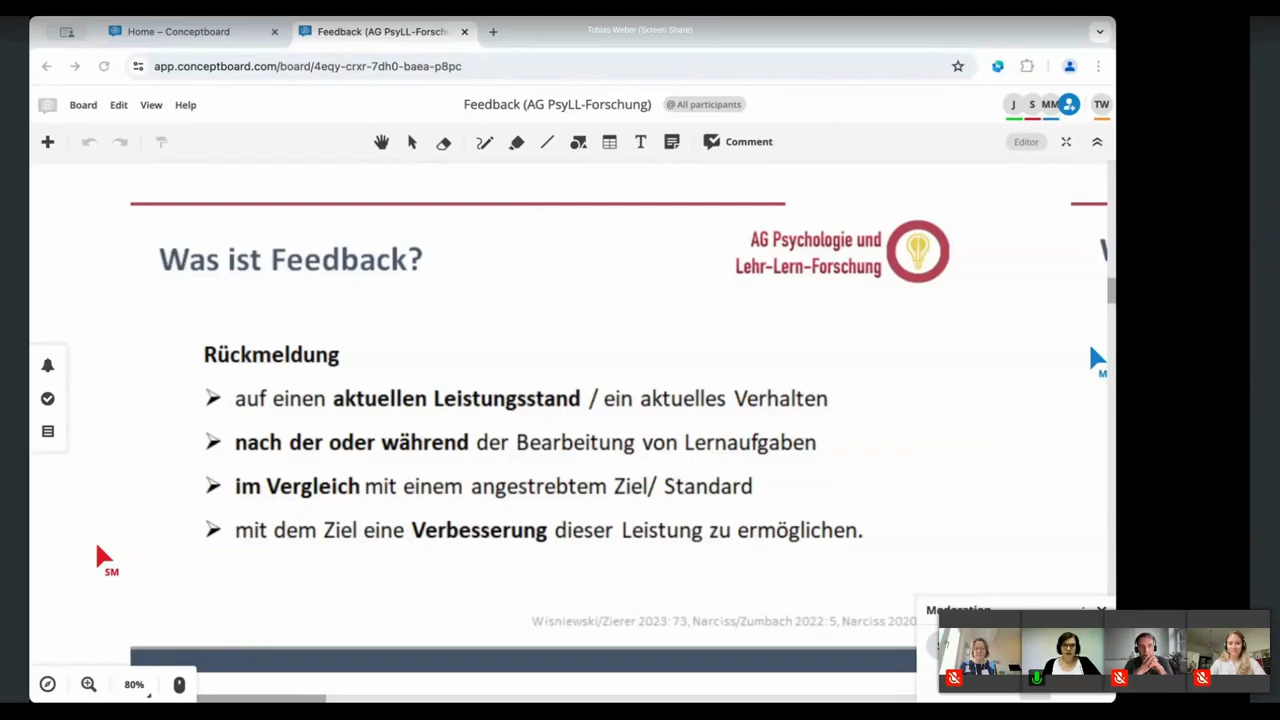 Tobias Weber (Screen Share)
Home – Conceptboard
Feedback (AG PsyLL-Forsch
app.conceptboard.com/board/4eqy-crxr-7dh0-baea-p8pc
Board Edit View Help
Feedback (AG PsyLL-Forschung) @ All participants
J S MM TW
Comment
Editor
Was ist Feedback?
AG Psychologie und
Lehr-Lern-Forschung
Rückmeldung
➢ auf einen aktuellen Leistungsstand / ein aktuelles Verhalten
➢ nach der oder während der Bearbeitung von Lernaufgaben
➢ im Vergleich mit einem angestrebtem Ziel/ Standard
➢ mit dem Ziel eine Verbesserung dieser Leistung zu ermöglichen.
M
SM
Wisniewski/Zierer 2023: 73, Narciss/Zumbach 2022: 5, Narciss 2020
Moderation
80%